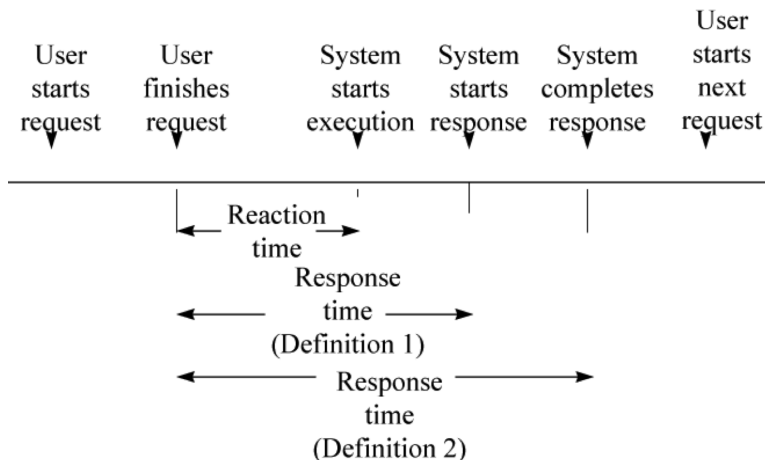 User
starts
request
User
finishes
request
System
starts
execution
System
starts
response
System
completes
response
User
starts
next
request
Reaction
time
Response
time
(Definition 1)
Response
time
(Definition 2)